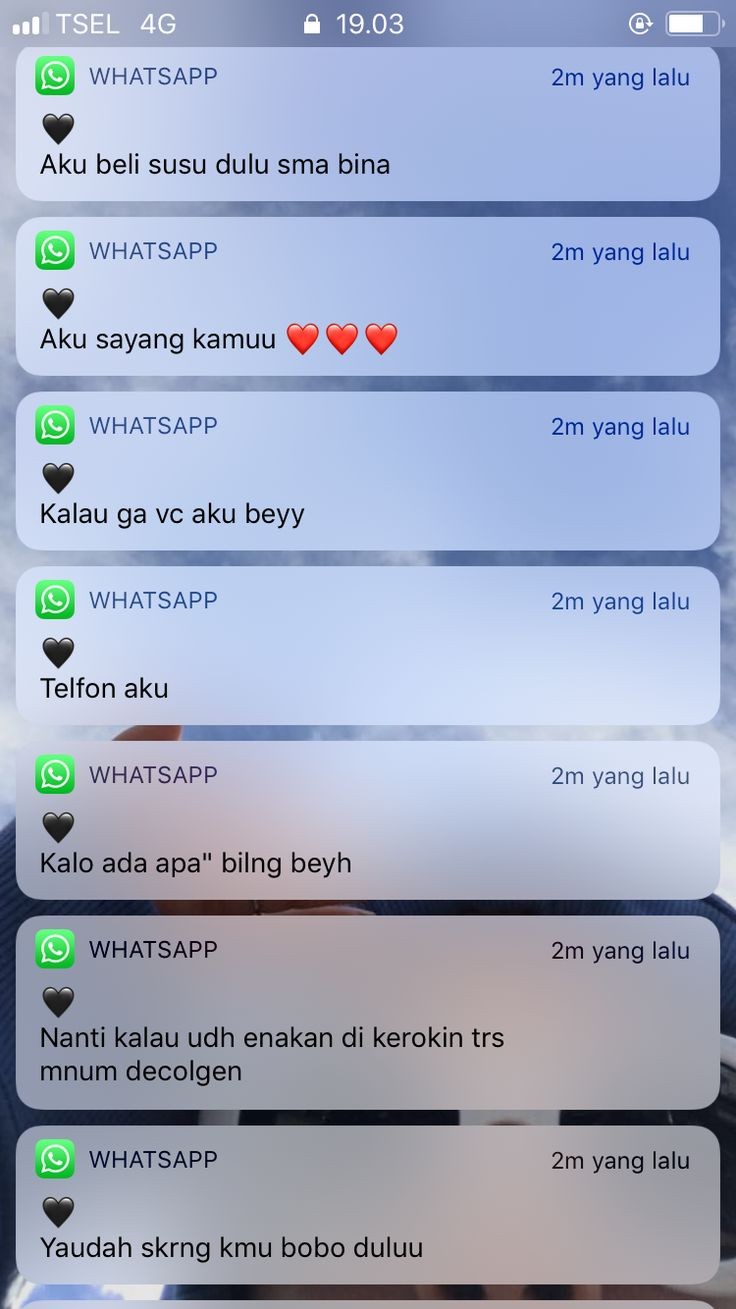 TSEL 4G 19.03
WHATSAPP 2m yang lalu
🖤
Aku beli susu dulu sma bina
WHATSAPP 2m yang lalu
🖤
Aku sayang kamuu ❤️❤️❤️
WHATSAPP 2m yang lalu
🖤
Kalau ga vc aku beyy
WHATSAPP 2m yang lalu
🖤
Telfon aku
WHATSAPP 2m yang lalu
🖤
Kalo ada apa" bilng beyh
WHATSAPP 2m yang lalu
🖤
Nanti kalau udh enakan di kerokin trs
mnum decolgen
WHATSAPP 2m yang lalu
🖤
Yaudah skrng kmu bobo duluu